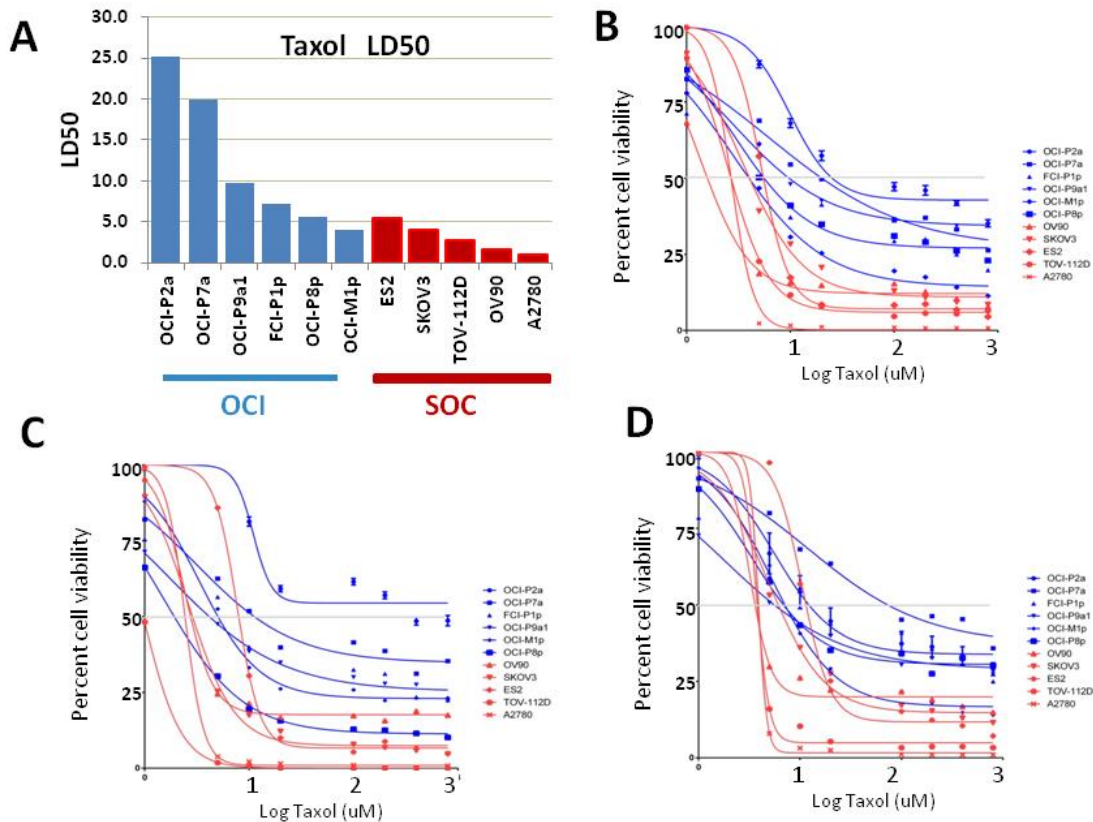 A
Taxol LD50
LD50
30.0
25.0
20.0
15.0
10.0
5.0
0.0
OCI-P2a
OCI-P7a
OCI-P9a1
FCI-P1p
OCI-P8p
OCI-M1p
ES2
SKOV3
TOV-112D
OV90
A2780
OCI
SOC
B
Percent cell viability
100
75
50
25
0
0
1
2
3
Log Taxol (uM)
OCI-P2a
OCI-P7a
FCI-P1p
OCI-P9a1
OCI-M1p
OCI-P8p
OV90
SKOV3
ES2
TOV-112D
A2780
C
Percent cell viability
100
75
50
25
0
0
1
2
3
Log Taxol (uM)
OCI-P2a
OCI-P7a
FCI-P1p
OCI-P9a1
OCI-M1p
OCI-P8p
OV90
SKOV3
ES2
TOV-112D
A2780
D
Percent cell viability
100
75
50
25
0
0
1
2
3
Log Taxol (uM)
OCI-P2a
OCI-P7a
FCI-P1p
OCI-P9a1
OCI-M1p
OCI-P8p
OV90
SKOV3
ES2
TOV-112D
A2780